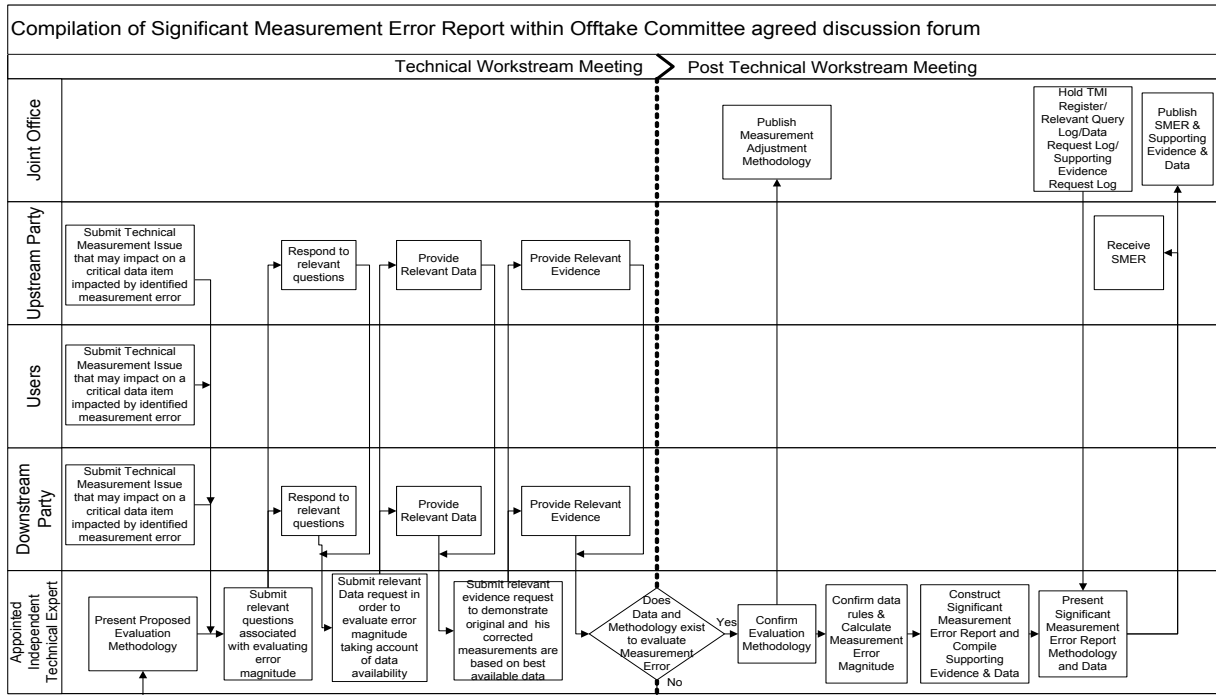 Compilation of Significant Measurement Error Report within Offtake Committee agreed discussion forum
Technical Workstream Meeting
Post Technical Workstream Meeting
Joint Office
Publish
Measurement
Adjustment
Methodology
Hold TMI
Register/
Relevant Query
Log/Data
Request Log/
Supporting
Evidence
Request Log
Publish
SMER &
Supporting
Evidence &
Data
Upstream Party
Submit Technical
Measurement Issue
that may impact on a
critical data item
impacted by identified
measurement error
Respond to
relevant
questions
Provide
Relevant Data
Provide Relevant
Evidence
Receive
SMER
Users
Submit Technical
Measurement Issue
that may impact on a
critical data item
impacted by identified
measurement error
Downstream
Party
Submit Technical
Measurement Issue
that may impact on a
critical data item
impacted by identified
measurement error
Respond to
relevant
questions
Provide
Relevant Data
Provide Relevant
Evidence
Appointed
Independent
Technical Expert
Present Proposed
Evaluation
Methodology
Submit
relevant
questions
associated
with evaluating
error
magnitude
Submit relevant
Data request in
order to
evaluate error
magnitude
taking account
of data
availability
Submit relevant
evidence request
to demonstrate
original and his
corrected
measurements are
based on best
available data
Does
Data and
Methodology exist
to evaluate
Measurement
Error
Yes
No
Confirm
Evaluation
Methodology
Confirm data
rules &
Calculate
Measurement
Error
Magnitude
Construct
Significant
Measurement
Error Report and
Compile
Supporting
Evidence & Data
Present
Significant
Measurement
Error Report
Methodology
and Data